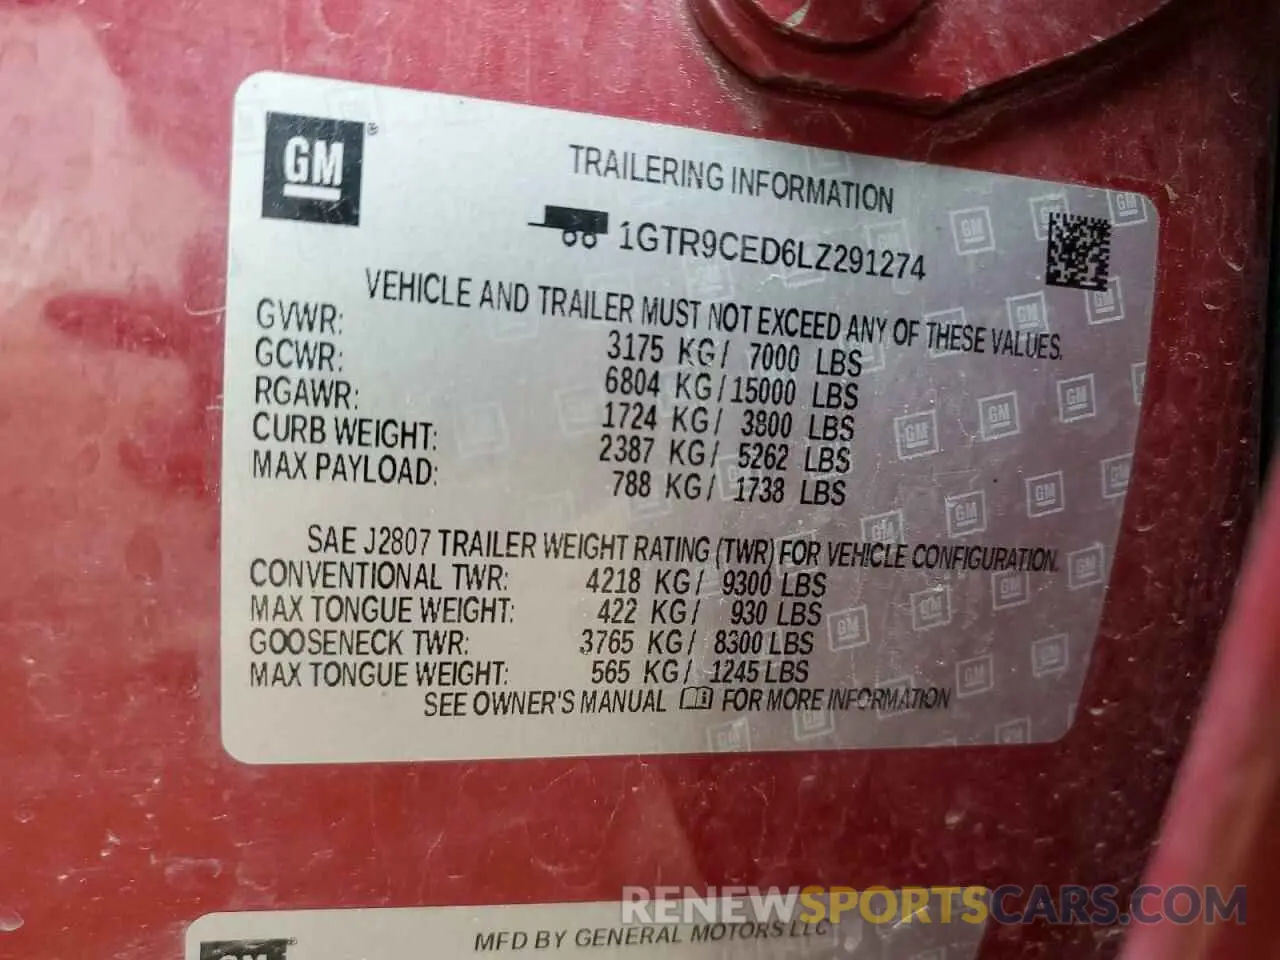 GM®
TRAILERING INFORMATION
1GTR9CED6LZ291274
VEHICLE AND TRAILER MUST NOT EXCEED ANY OF THESE VALUES.
GVWR: 3175 KG/ 7000 LBS
GCWR: 6804 KG/15000 LBS
RGAWR: 1724 KG/ 3800 LBS
CURB WEIGHT: 2387 KG/ 5262 LBS
MAX PAYLOAD: 788 KG/ 1738 LBS
SAE J2807 TRAILER WEIGHT RATING (TWR) FOR VEHICLE CONFIGURATION.
CONVENTIONAL TWR: 4218 KG/ 9300 LBS
MAX TONGUE WEIGHT: 422 KG/ 930 LBS
GOOSENECK TWR: 3765 KG/ 8300 LBS
MAX TONGUE WEIGHT: 565 KG/ 1245 LBS
SEE OWNER'S MANUAL FOR MORE INFORMATION
RENEWSPORTSCARS.COM
MFD BY GENERAL MOTORS LLC
GM